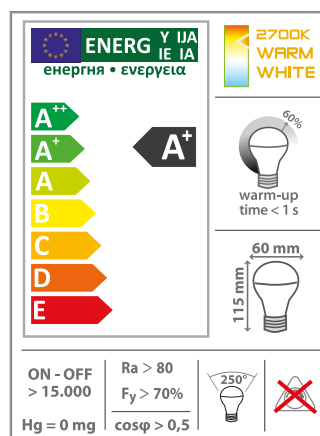 ENERG Y IJA
IE IA
енергия • ενεργεια
A++
A+
A
B
C
D
E
A+
2700K
WARM
WHITE
60%
warm-up
time < 1 s
60 mm
115 mm
ON - OFF
> 15.000
Hg = 0 mg
Ra > 80
Fy > 70%
cosφ > 0,5
250°